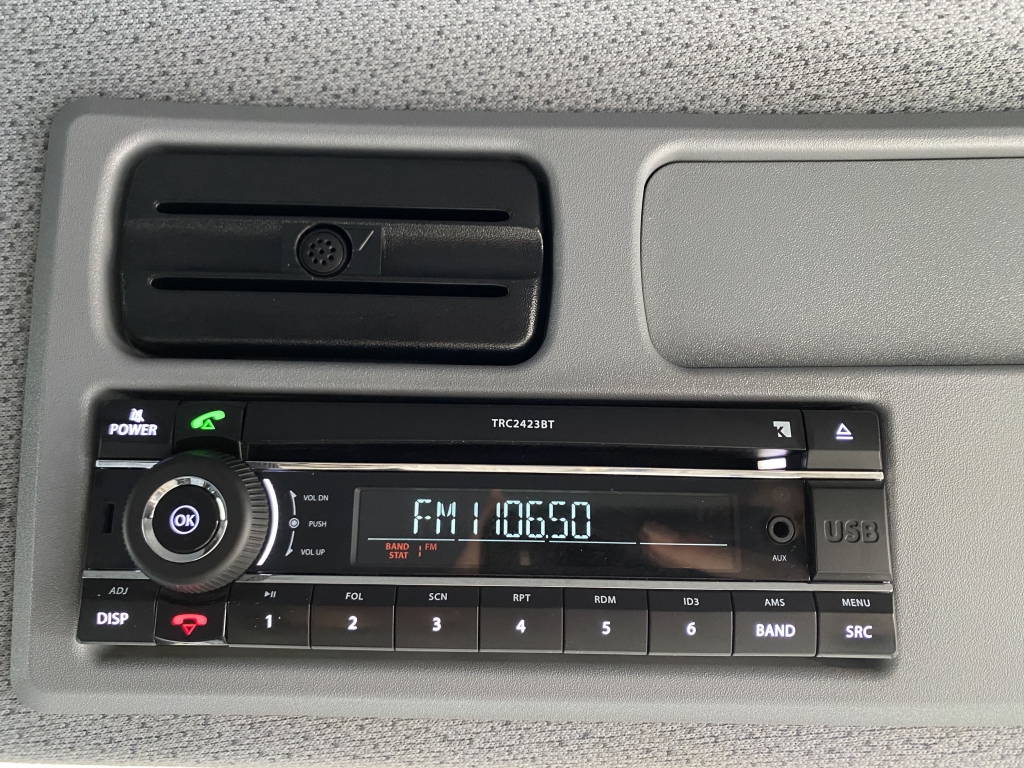 POWER
TRC2423BT
OK
VOL DN
PUSH
VOL UP
FM 1 106.50
BAND 1 FM
STAT
AUX
USB
ADJ
DISP
▶II
1
FOL
2
SCN
3
RPT
4
RDM
5
ID3
6
AMS
BAND
MENU
SRC